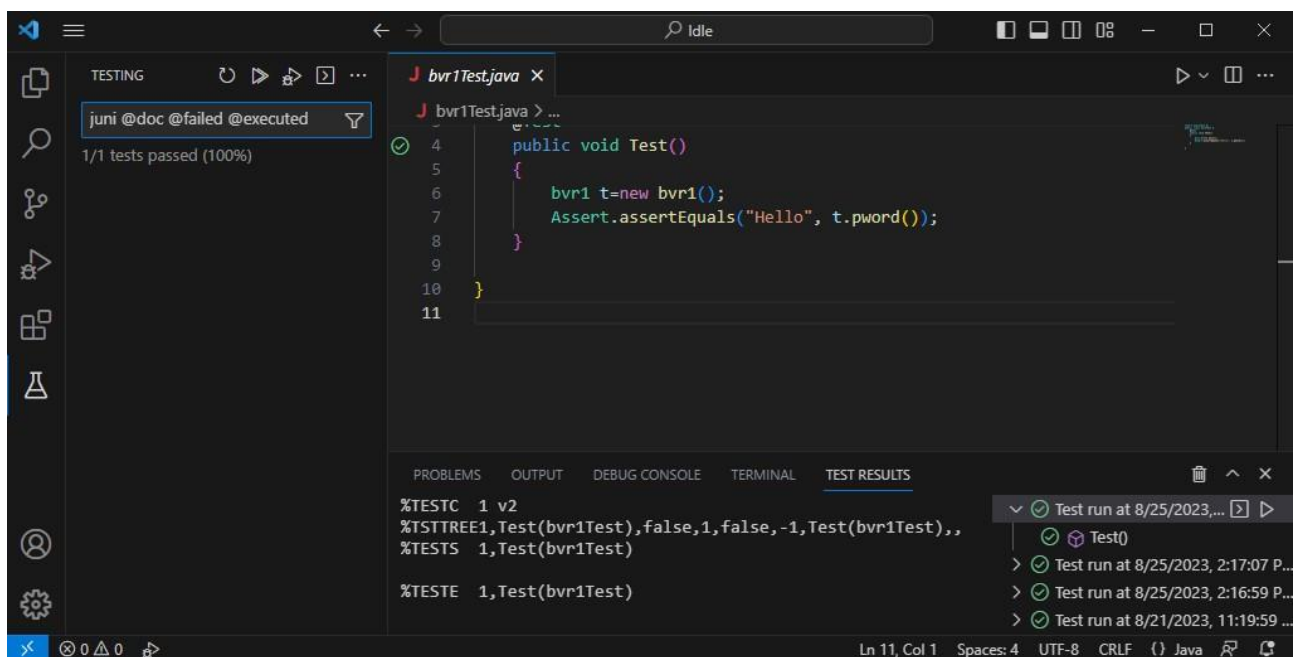 Idle
TESTING
juni @doc @failed @executed
1/1 tests passed (100%)
bvr1Test.java
bvr1Test.java > ...
4 public void Test()
5 {
6 bvr1 t=new bvr1();
7 Assert.assertEquals("Hello", t.pword());
8 }
9
10 }
11
PROBLEMS OUTPUT DEBUG CONSOLE TERMINAL TEST RESULTS
%TESTC 1 v2
%TSTTREE1,Test(bvr1Test),false,1,false,-1,Test(bvr1Test),,
%TESTS 1,Test(bvr1Test)
%TESTE 1,Test(bvr1Test)
Test run at 8/25/2023,...
Test()
Test run at 8/25/2023, 2:17:07 P...
Test run at 8/25/2023, 2:16:59 P...
Test run at 8/21/2023, 11:19:59 ...
0 0 Ln 11, Col 1 Spaces: 4 UTF-8 CRLF {} Java